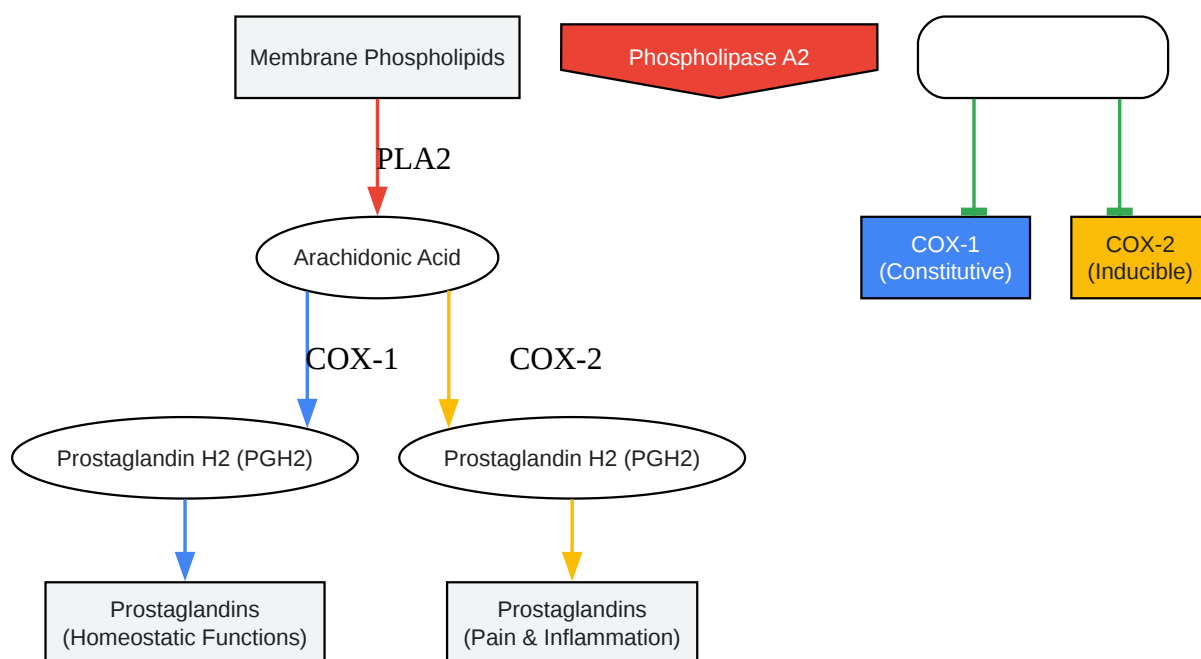 Membrane Phospholipids
Phospholipase A2
PLA2
COX-1
(Constitutive)
COX-2
(Inducible)
Arachidonic Acid
COX-1
COX-2
Prostaglandin H2 (PGH2)
Prostaglandin H2 (PGH2)
Prostaglandins
(Homeostatic Functions)
Prostaglandins
(Pain & Inflammation)